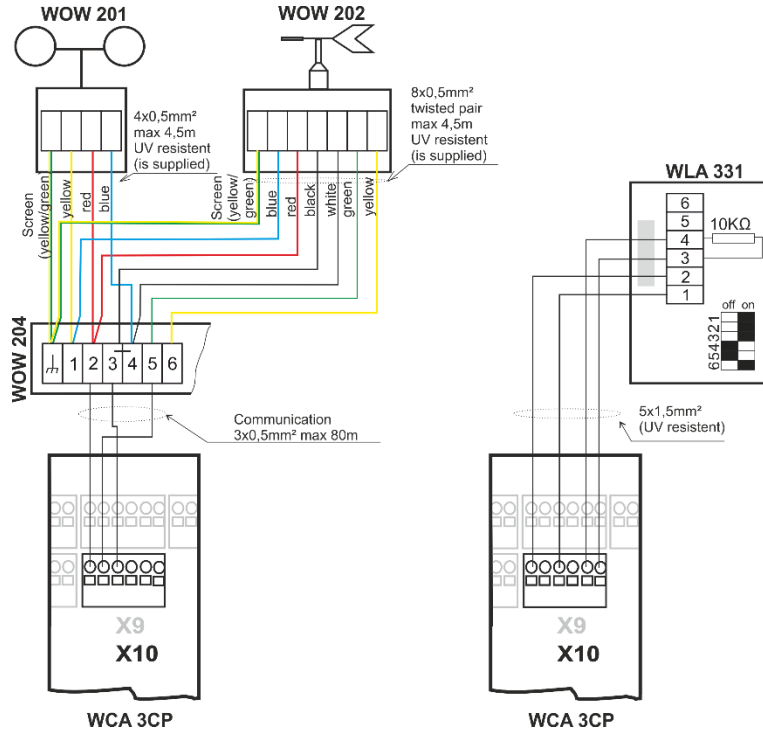 WOW 201
WOW 202
4x0,5mm²
max 4,5m
UV resistent
(is supplied)
8x0,5mm²
twisted pair
max 4,5m
UV resistent
(is supplied)
Screen
(yellow/green)
yellow
red
blue
Screen
(yellow/
green)
blue
red
black
white
green
yellow
WOW 204
1
2
3
4
5
6
Communication
3x0,5mm² max 80m
X9
X10
WCA 3CP
WLA 331
6
5
4
3
2
1
10KΩ
off on
654321
5x1,5mm²
(UV resistent)
X9
X10
WCA 3CP